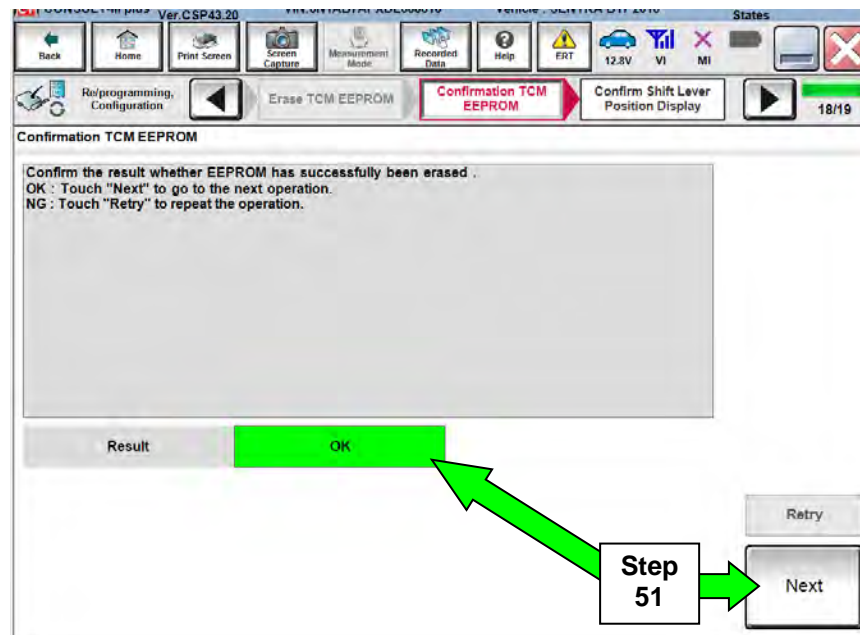 Ver.CSP43.20
States
Back
Home
Print Screen
Screen
Capture
Measurement
Mode
Recorded
Data
Help
ERT
12.8V
VI
MI
Re/programming,
Configuration
Erase TCM EEPROM
Confirmation TCM
EEPROM
Confirm Shift Lever
Position Display
18/19
Confirmation TCM EEPROM
Confirm the result whether EEPROM has successfully been erased .
OK : Touch "Next" to go to the next operation.
NG : Touch "Retry" to repeat the operation.
Result
OK
Retry
Step
51
Next